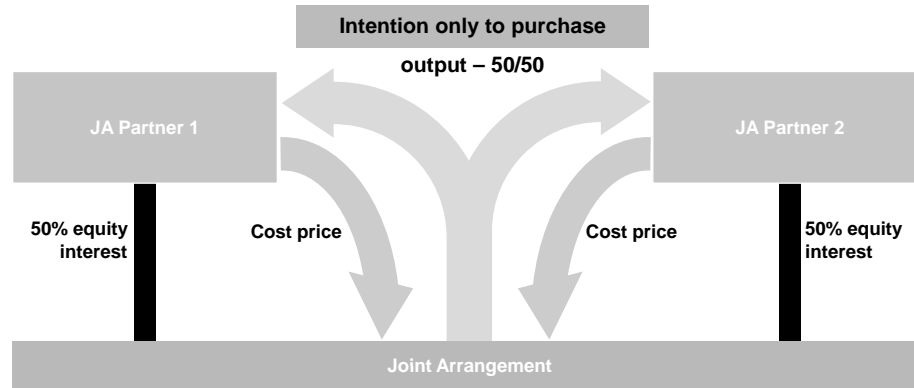 Intention only to purchase
output – 50/50
JA Partner 1
JA Partner 2
50% equity
interest
Cost price
Cost price
50% equity
interest
Joint Arrangement